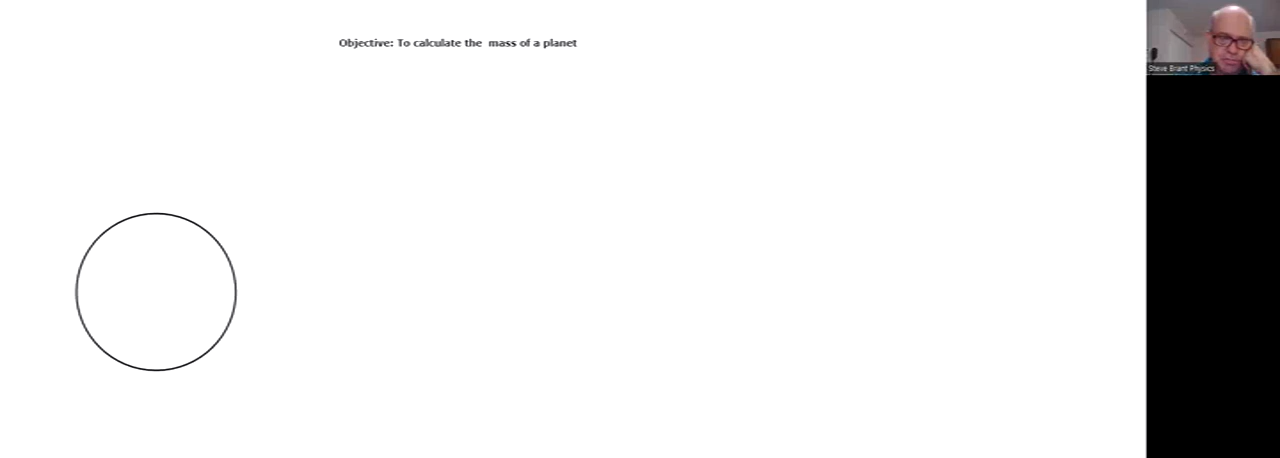 Objective: To calculate the  mass of a planet
Steve Brant Physics